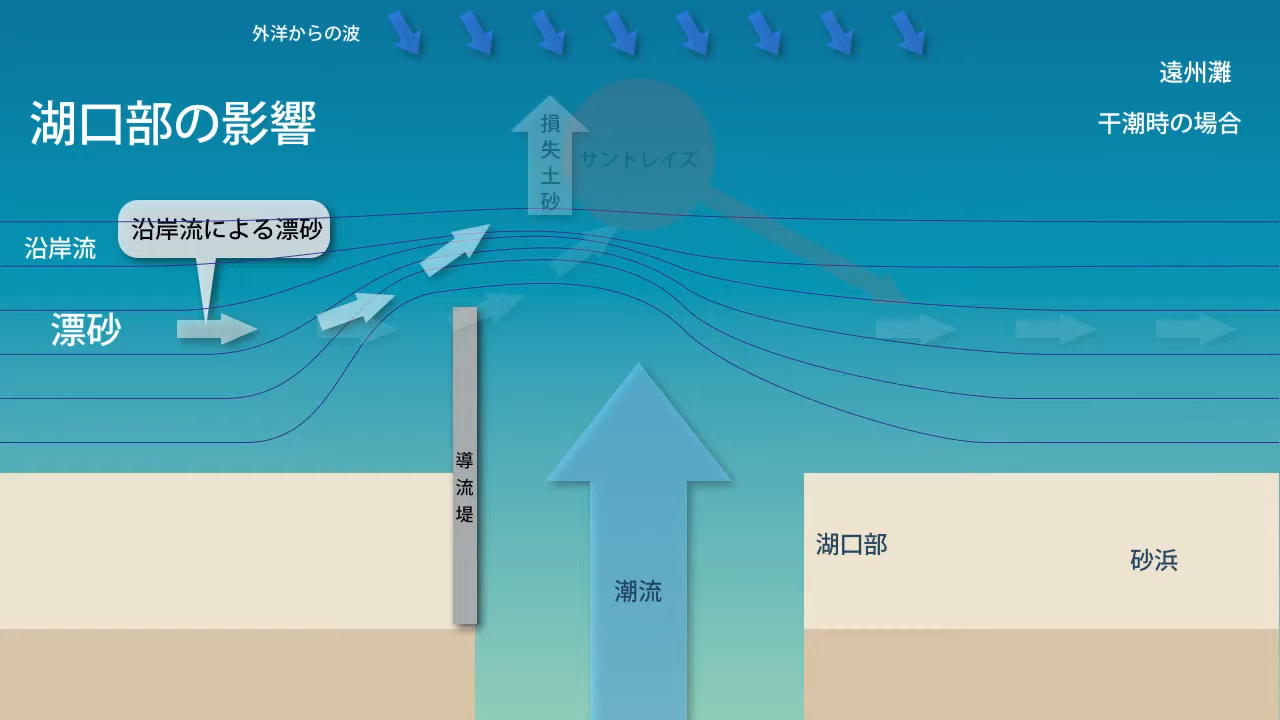 外洋からの波
遠州灘
湖口部の影響
干潮時の場合
損失土砂
サンドレイズ
沿岸流による漂砂
沿岸流
漂砂
導流堤
湖口部
砂浜
潮流